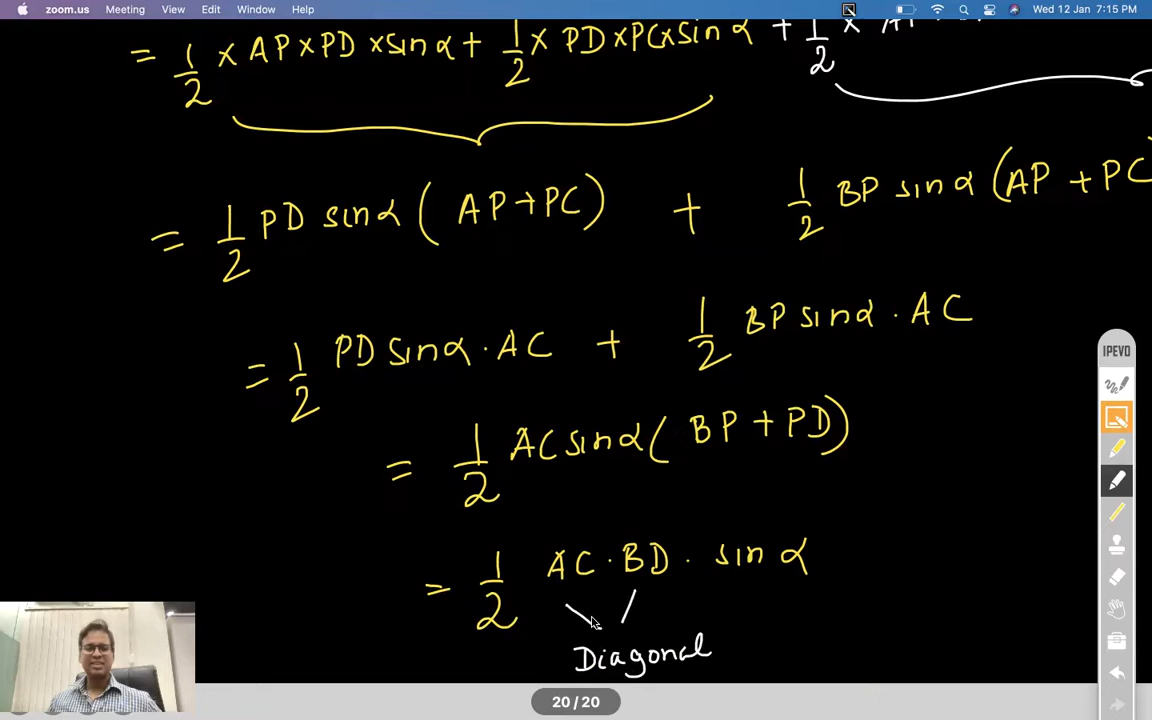 zoom.us Meeting View Edit Window Help Wed 12 Jan 7:15 PM
= 1/2 × AP × PD × sin α + 1/2 × PD × PC × sin α + 1/2 × AP
= 1/2 PD sin α ( AP + PC ) + 1/2 BP sin α ( AP + PC
= 1/2 PD sin α · AC + 1/2 BP sin α · AC
IPEVO
= 1/2 AC sin α ( BP + PD )
= 1/2 AC · BD · sin α
Diagonal
20 / 20